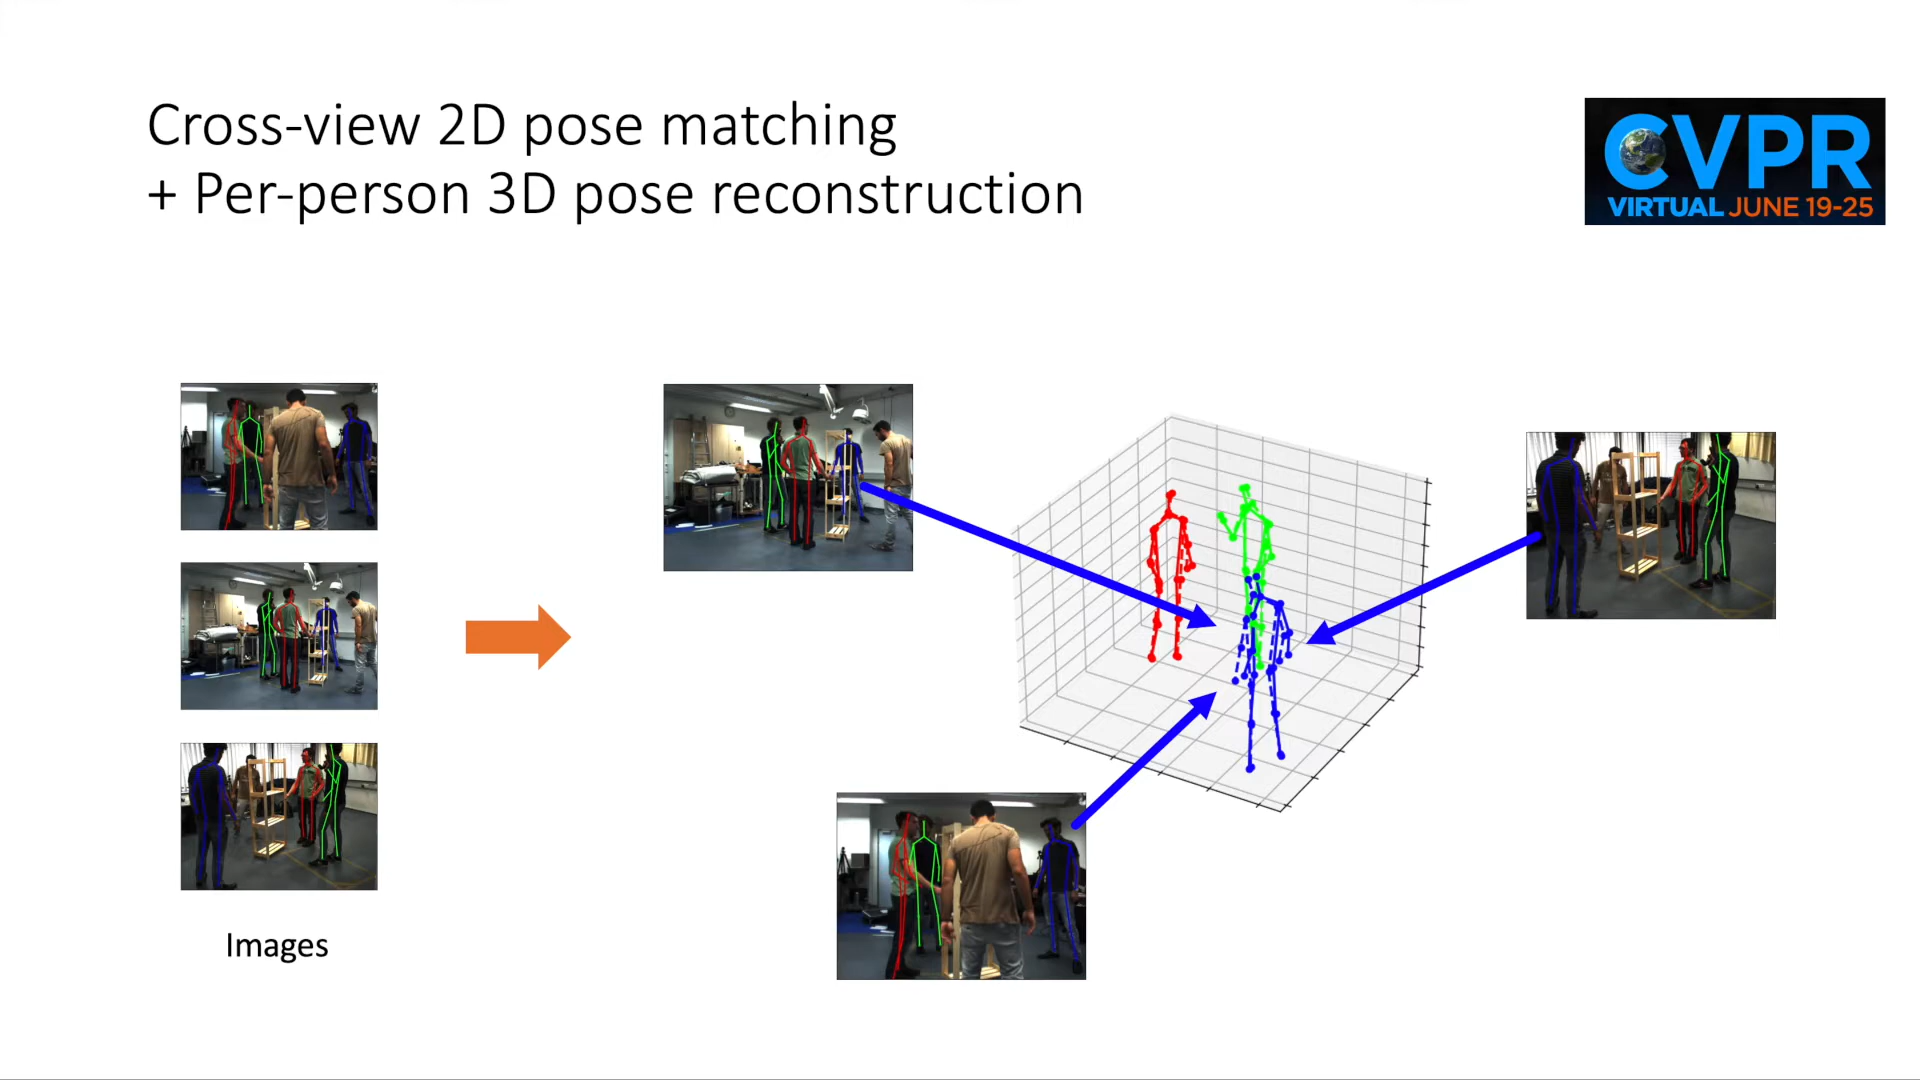 Cross-view 2D pose matching
+ Per-person 3D pose reconstruction
CVPR
VIRTUAL JUNE 19-25
Images